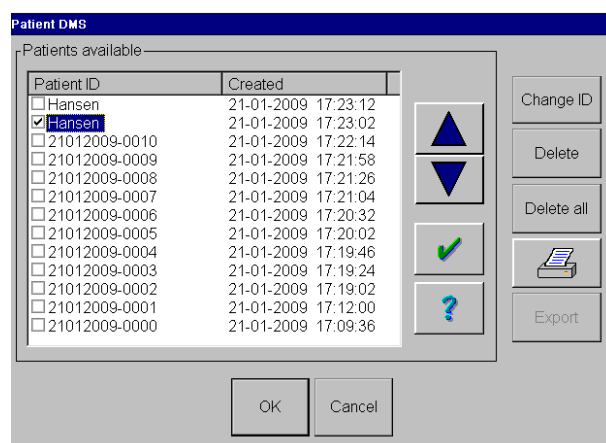 Patient DMS
Patients available
Patient ID Created
Hansen 21-01-2009 17:23:12
Hansen 21-01-2009 17:23:02
21012009-0010 21-01-2009 17:22:14
21012009-0009 21-01-2009 17:21:58
21012009-0008 21-01-2009 17:21:26
21012009-0007 21-01-2009 17:21:04
21012009-0006 21-01-2009 17:20:32
21012009-0005 21-01-2009 17:20:02
21012009-0004 21-01-2009 17:19:46
21012009-0003 21-01-2009 17:19:24
21012009-0002 21-01-2009 17:19:02
21012009-0001 21-01-2009 17:12:00
21012009-0000 21-01-2009 17:09:36
?
Change ID
Delete
Delete all
Export
OK Cancel